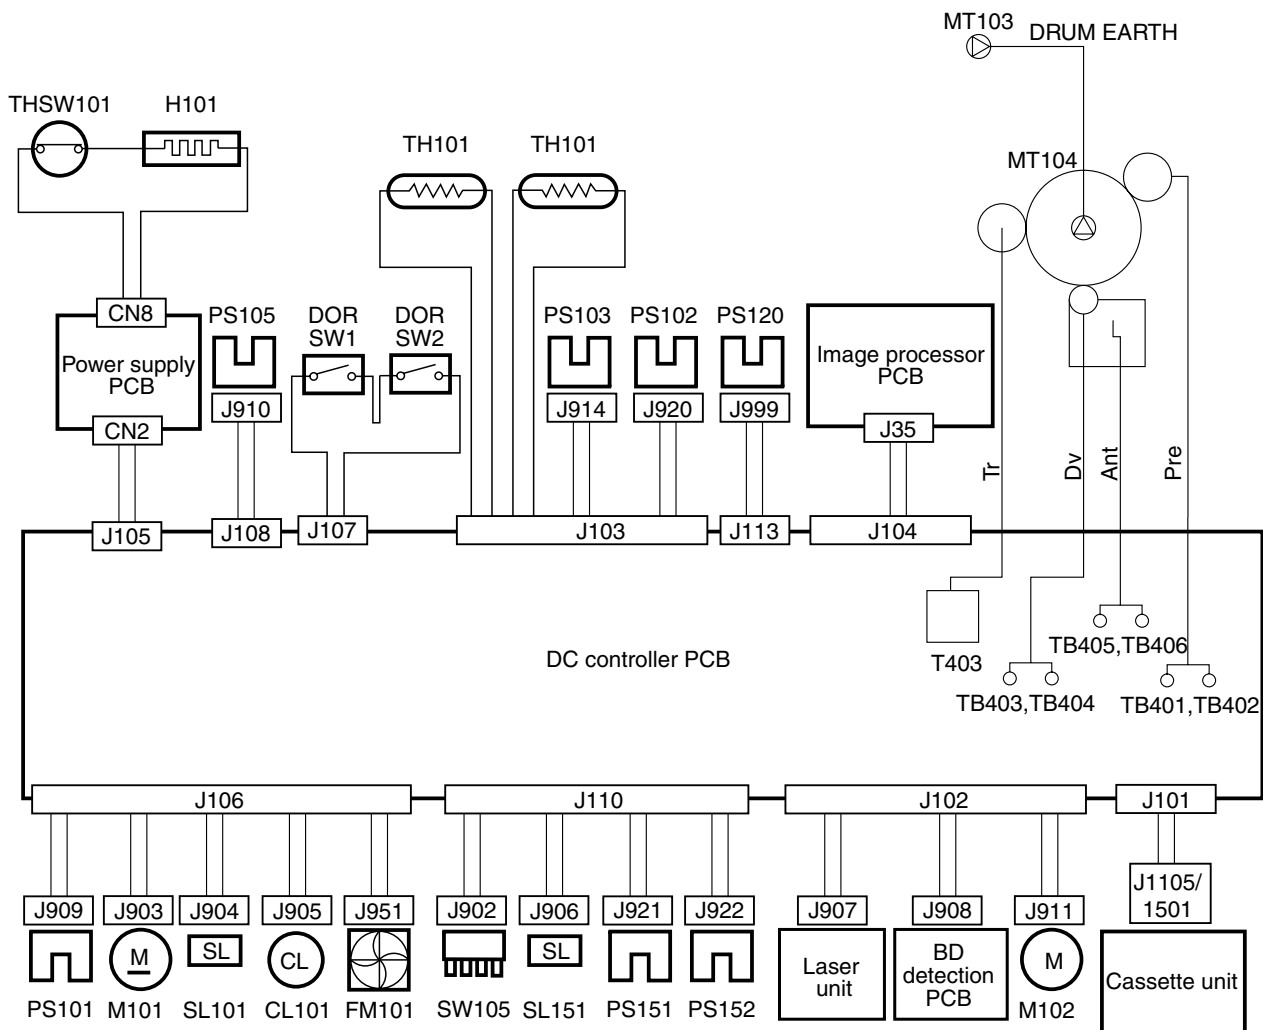 MT103
DRUM EARTH
THSW101
H101
TH101
TH101
MT104
CN8
PS105
DOR
SW1
DOR
SW2
PS103
PS102
PS120
Power supply
PCB
Image processor
PCB
J910
J914
J920
J999
CN2
J35
Tr
Dv
Ant
Pre
J105
J108
J107
J103
J113
J104
DC controller PCB
T403
TB405,TB406
TB403,TB404
TB401,TB402
J106
J110
J102
J101
J1105/
1501
J909
J903
J904
J905
J951
J902
J906
J921
J922
J907
J908
J911
M
SL
CL
SL
Laser
unit
BD
detection
PCB
M
Cassette unit
PS101
M101
SL101
CL101
FM101
SW105
SL151
PS151
PS152
M102